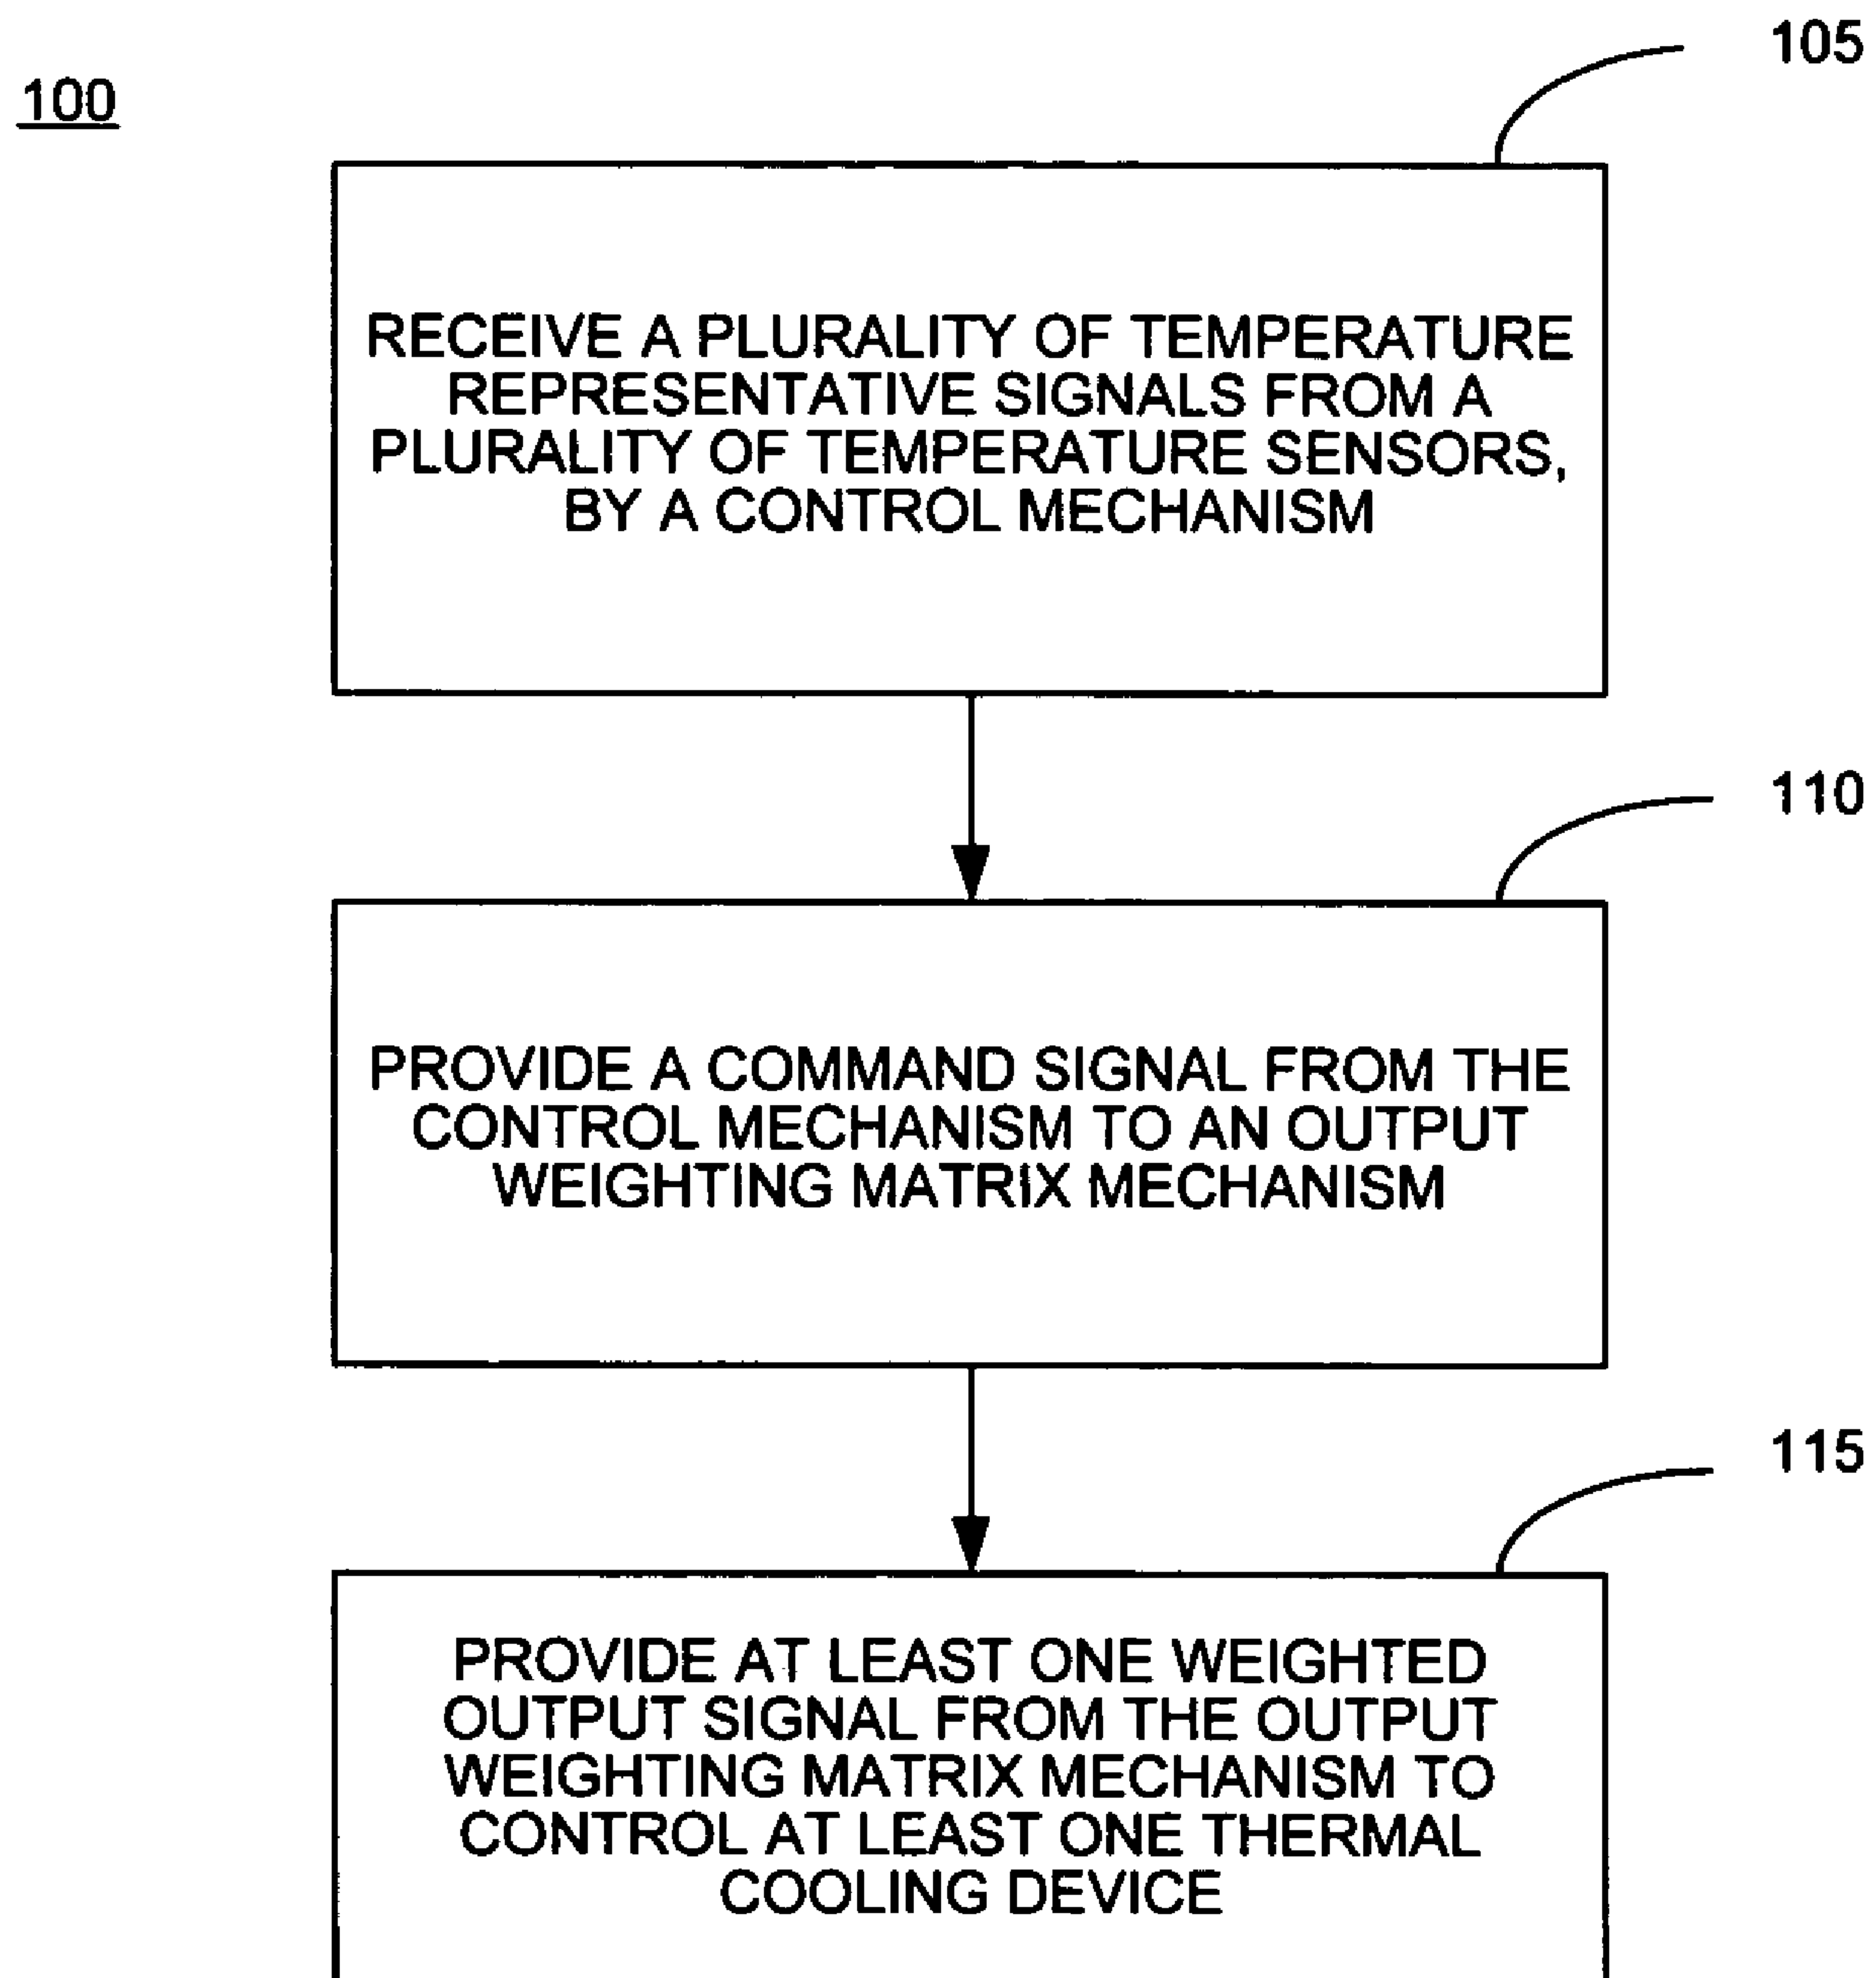 105
100
RECEIVE A PLURALITY OF TEMPERATURE
REPRESENTATIVE SIGNALS FROM A
PLURALITY OF TEMPERATURE SENSORS,
BY A CONTROL MECHANISM
110
PROVIDE A COMMAND SIGNAL FROM THE
CONTROL MECHANISM TO AN OUTPUT
WEIGHTING MATRIX MECHANISM
115
PROVIDE AT LEAST ONE WEIGHTED
OUTPUT SIGNAL FROM THE OUTPUT
WEIGHTING MATRIX MECHANISM TO
CONTROL AT LEAST ONE THERMAL
COOLING DEVICE